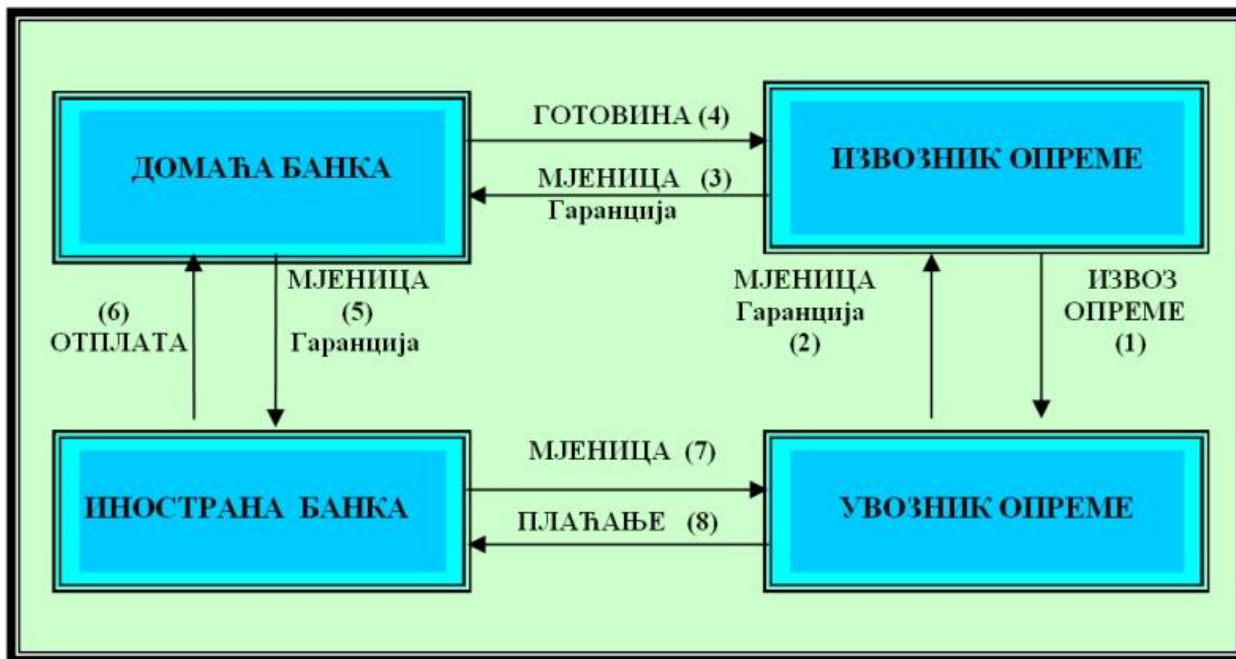 ГОТОВИНА (4)
ДОМАЋА БАНКА
ИЗВОЗНИК ОПРЕМЕ
МЈЕНИЦА (3)
Гаранција
(6)
ОТПЛАТА
МЈЕНИЦА
(5)
Гаранција
МЈЕНИЦА
Гаранција
(2)
ИЗВОЗ
ОПРЕМЕ
(1)
МЈЕНИЦА (7)
ИНОСТРАНА БАНКА
УВОЗНИК ОПРЕМЕ
ПЛАЋАЊЕ (8)